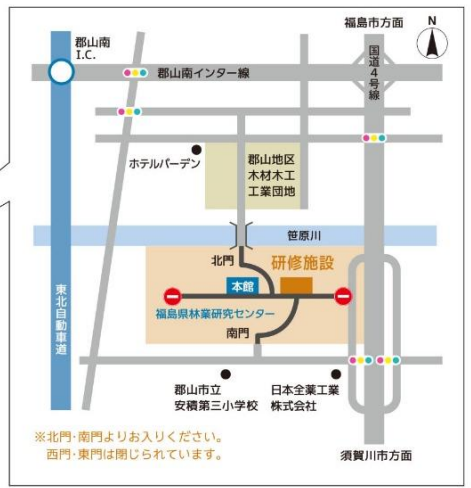 福島市方面
N
郡山南
I.C.
郡山南インター線
国道4号線
ホテルバーデン
郡山地区
木材木工
工業団地
笹原川
北門
研修施設
本館
福島県林業研究センター
南門
東北自動車道
郡山市立
安積第三小学校
日本全薬工業
株式会社
※北門・南門よりお入りください。
西門・東門は閉じられています。
須賀川市方面